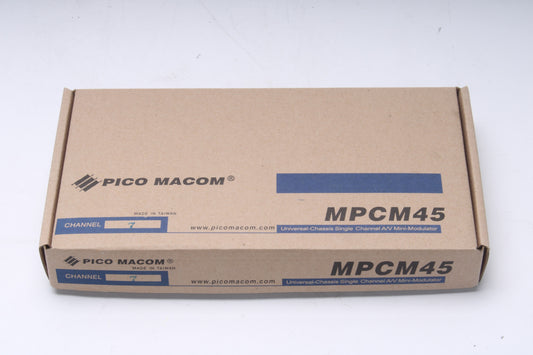 PICO MACOM®
MPCM45
MADE IN TAIWAN
CHANNEL 7
www.picomacom.com
Universal-Chassis Single Channel A/V Mini-Modulator
PICO MACOM®
MPCM45
MADE IN TAIWAN
CHANNEL 7
www.picomacom.com
Universal-Chassis Single Channel A/V Mini-Modulator